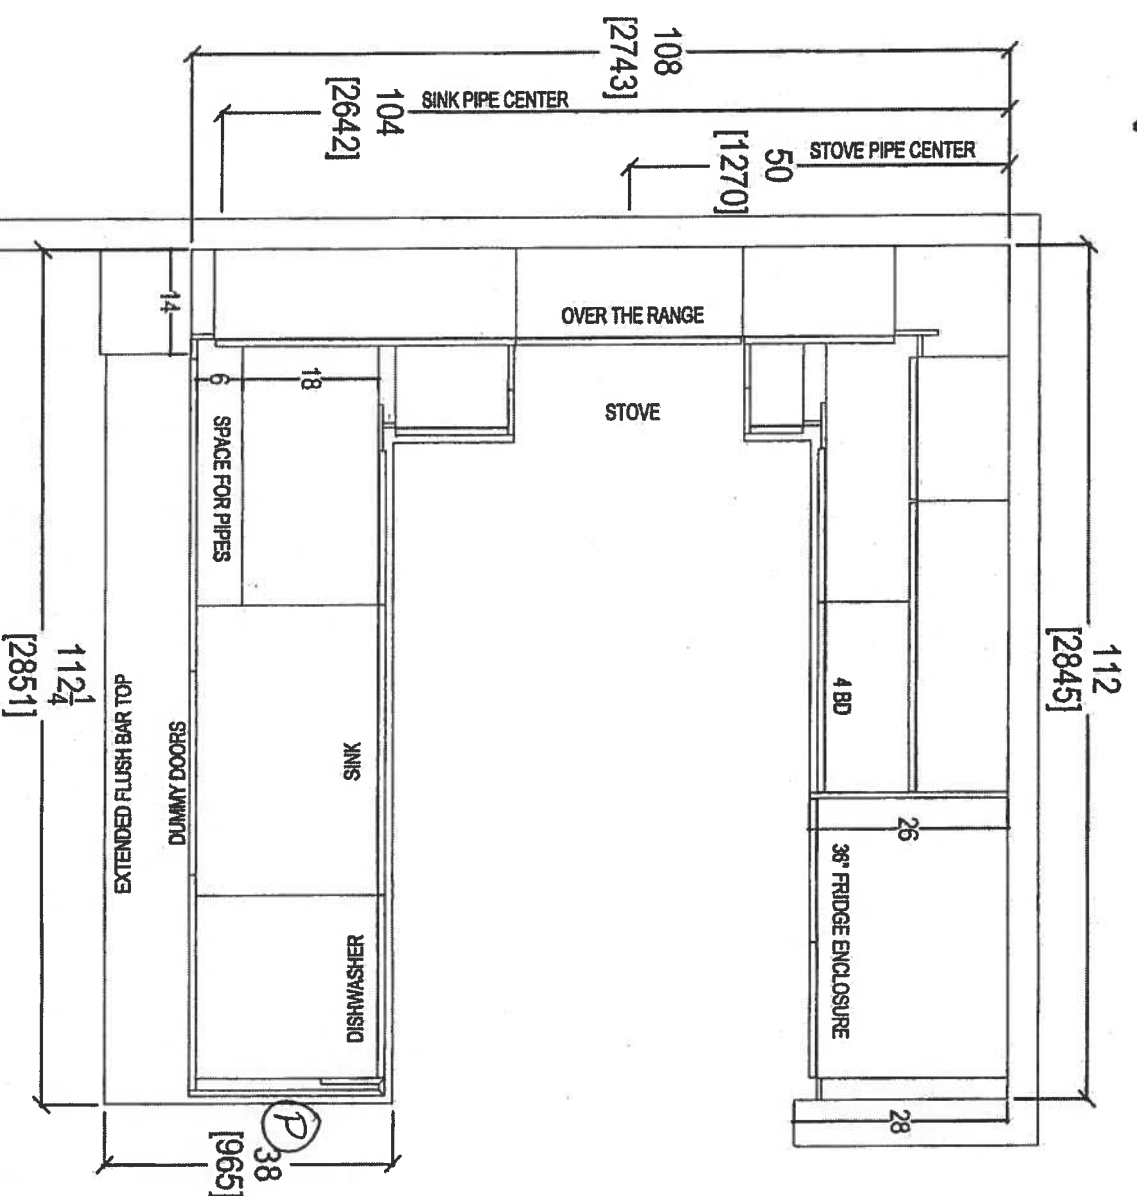 108
[2743]
SINK PIPE CENTER
104
[2642]
STOVE PIPE CENTER
50
[1270]
112
[2845]
14
OVER THE RANGE
STOVE
6
18
SPACE FOR PIPES
4 BD
SINK
26
36" FRIDGE ENCLOSURE
DISHWASHER
28
DUMMY DOORS
EXTENDED FLUSH BAR TOP
112 1/4
[2851]
P
38
[965]